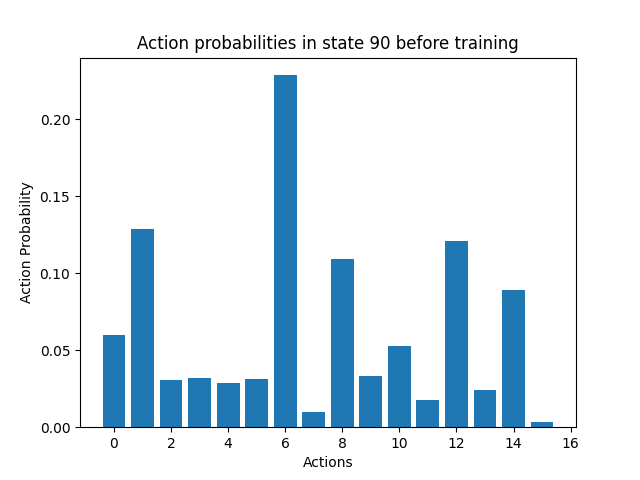 Action probabilities in state 90 before training
Action Probability
0.20
0.15
0.10
0.05
0.00
0 2 4 6 8 10 12 14 16
Actions